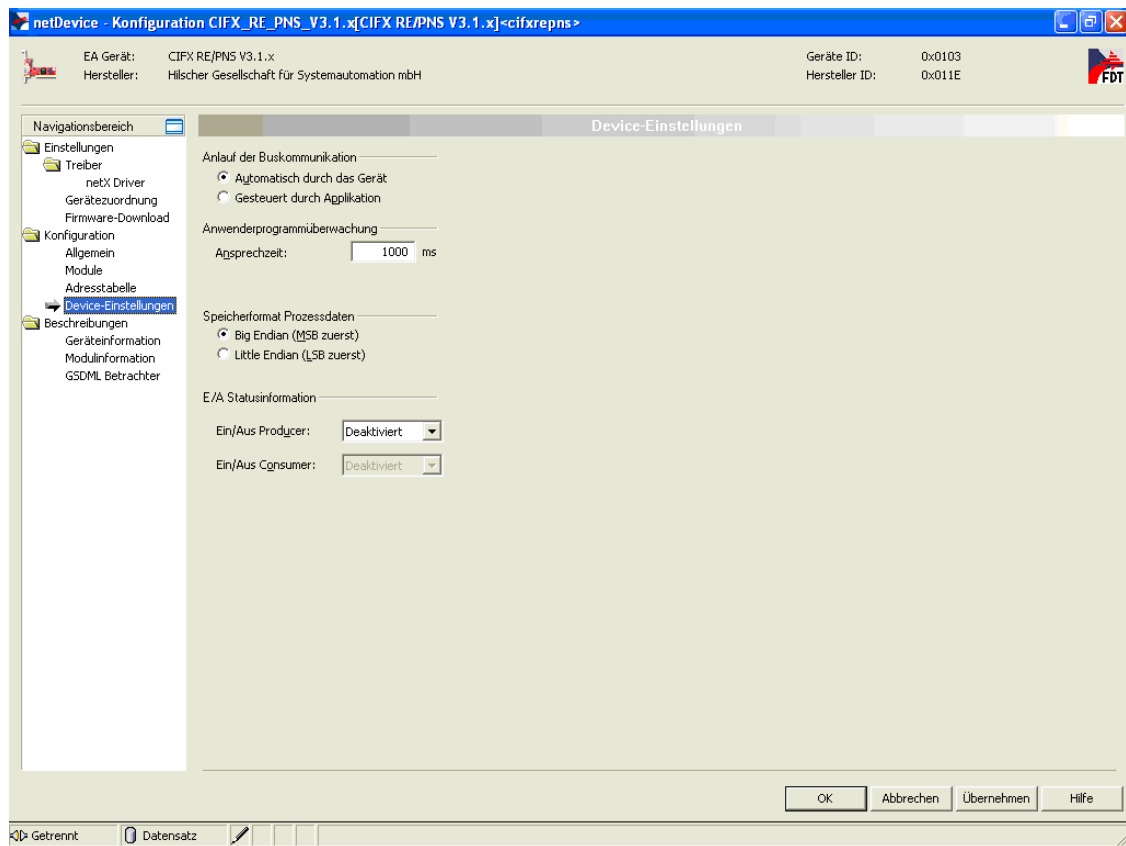 netDevice - Konfiguration CIFX_RE_PNS_V3.1.x[CIFX RE/PNS V3.1.x]<cifxrepns>
EA Gerät: CIFX RE/PNS V3.1.x Geräte ID: 0x0103
Hersteller: Hilscher Gesellschaft für Systemautomation mbH Hersteller ID: 0x011E
FDT
Navigationsbereich
Einstellungen
Treiber
netX Driver
Gerätezuordnung
Firmware-Download
Konfiguration
Allgemein
Module
Adresstabelle
Device-Einstellungen
Beschreibungen
Geräteinformation
Modulinformation
GSDML Betrachter
Device-Einstellungen
Anlauf der Buskommunikation
Automatisch durch das Gerät
Gesteuert durch Applikation
Anwenderprogrammüberwachung
Ansprechzeit: 1000 ms
Speicherformat Prozessdaten
Big Endian (MSB zuerst)
Little Endian (LSB zuerst)
E/A Statusinformation
Ein/Aus Producer: Deaktiviert
Ein/Aus Consumer: Deaktiviert
OK Abbrechen Übernehmen Hilfe
Getrennt Datensatz